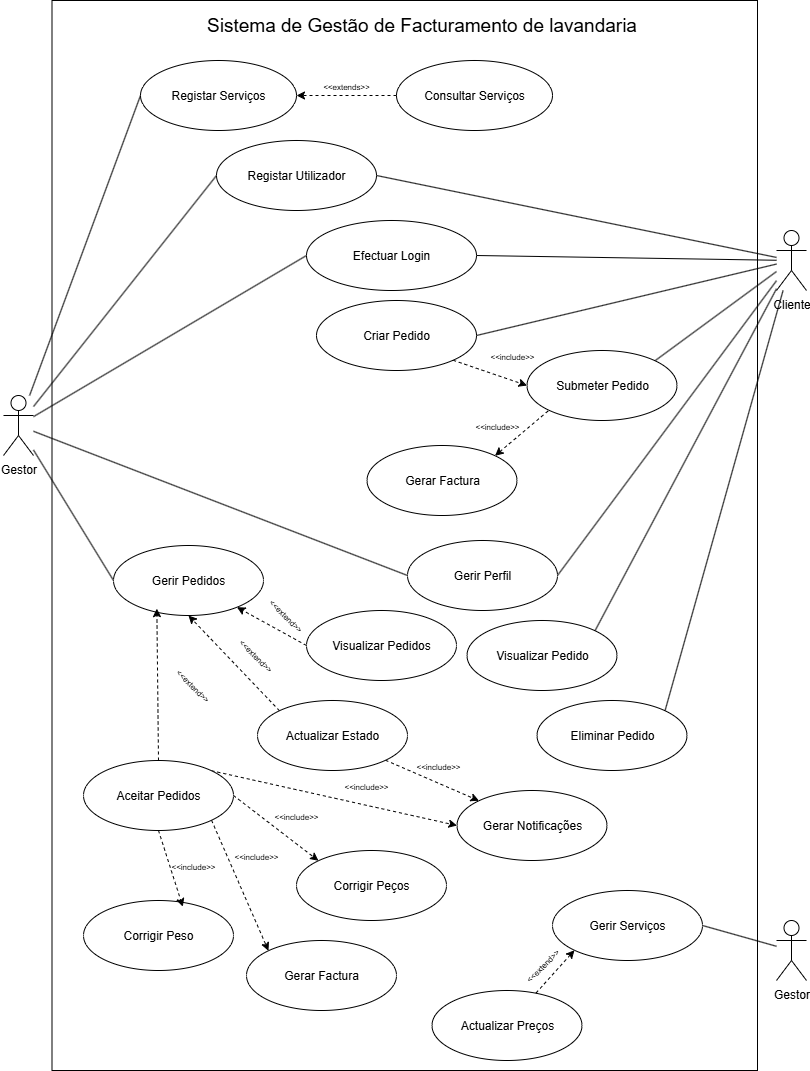 Sistema de Gestão de Facturamento de lavandaria
Registar Serviços
<<extends>>
Consultar Serviços
Registar Utilizador
Efectuar Login
Cliente
Criar Pedido
<<include>>
Submeter Pedido
<<include>>
Gestor
Gerar Factura
Gerir Pedidos
Gerir Perfil
<<extend>>
Visualizar Pedidos
Visualizar Pedido
<<extend>>
<<extend>>
Actualizar Estado
Eliminar Pedido
<<include>>
Aceitar Pedidos
<<include>>
Gerar Notificações
<<include>>
<<include>>
<<include>>
Corrigir Peços
Corrigir Peso
Gerir Serviços
Gerar Factura
<<extend>>
Gestor
Actualizar Preços